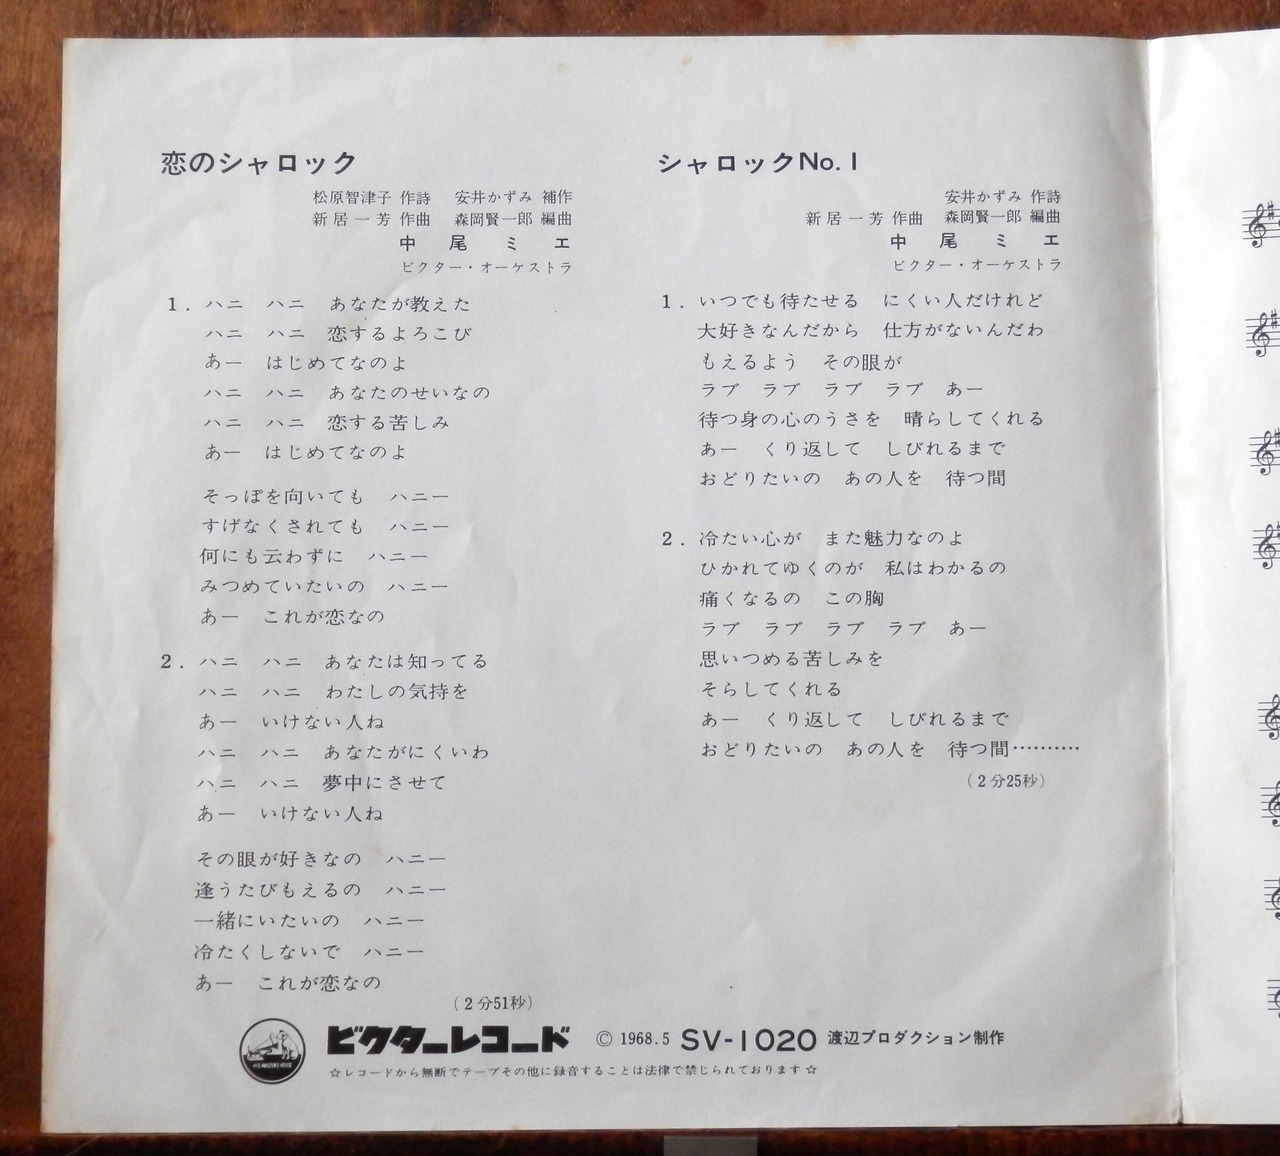 恋のシャロック
松原智津子 作詩　安井かずみ 補作
新居一芳 作曲　森岡賢一郎 編曲
中尾ミエ
ビクター・オーケストラ
1．ハニ　ハニ　あなたが教えた
ハニ　ハニ　恋するよろこび
あー　はじめてなのよ
ハニ　ハニ　あなたのせいなの
ハニ　ハニ　恋する苦しみ
あー　はじめてなのよ
そっぽを向いても　ハニー
すげなくされても　ハニー
何にも云わずに　ハニー
みつめていたいの　ハニー
あー　これが恋なの
2．ハニ　ハニ　あなたは知ってる
ハニ　ハニ　わたしの気持を
あー　いけない人ね
ハニ　ハニ　あなたがにくいわ
ハニ　ハニ　夢中にさせて
あー　いけない人ね
その眼が好きなの　ハニー
逢うたびもえるの　ハニー
一緒にいたいの　ハニー
冷たくしないで　ハニー
あー　これが恋なの
（2分51秒）
シャロックNo.1
安井かずみ 作詩
新居一芳 作曲　森岡賢一郎 編曲
中尾ミエ
ビクター・オーケストラ
1．いつでも待たせる　にくい人だけれど
大好きなんだから　仕方がないんだわ
もえるよう　その眼が
ラブ　ラブ　ラブ　ラブ　あー
待つ身の心のうさを　晴らしてくれる
あー　くり返して　しびれるまで
おどりたいの　あの人を　待つ間
2．冷たい心が　また魅力なのよ
ひかれてゆくのが　私はわかるの
痛くなるの　この胸
ラブ　ラブ　ラブ　ラブ　あー
思いつめる苦しみを
そらしてくれる
あー　くり返して　しびれるまで
おどりたいの　あの人を　待つ間…………
（2分25秒）
HIS MASTER'S VOICE
ビクターレコード　© 1968.5 SV-1020 渡辺プロダクション制作
☆レコードから無断でテープその他に録音することは法律で禁じられております☆